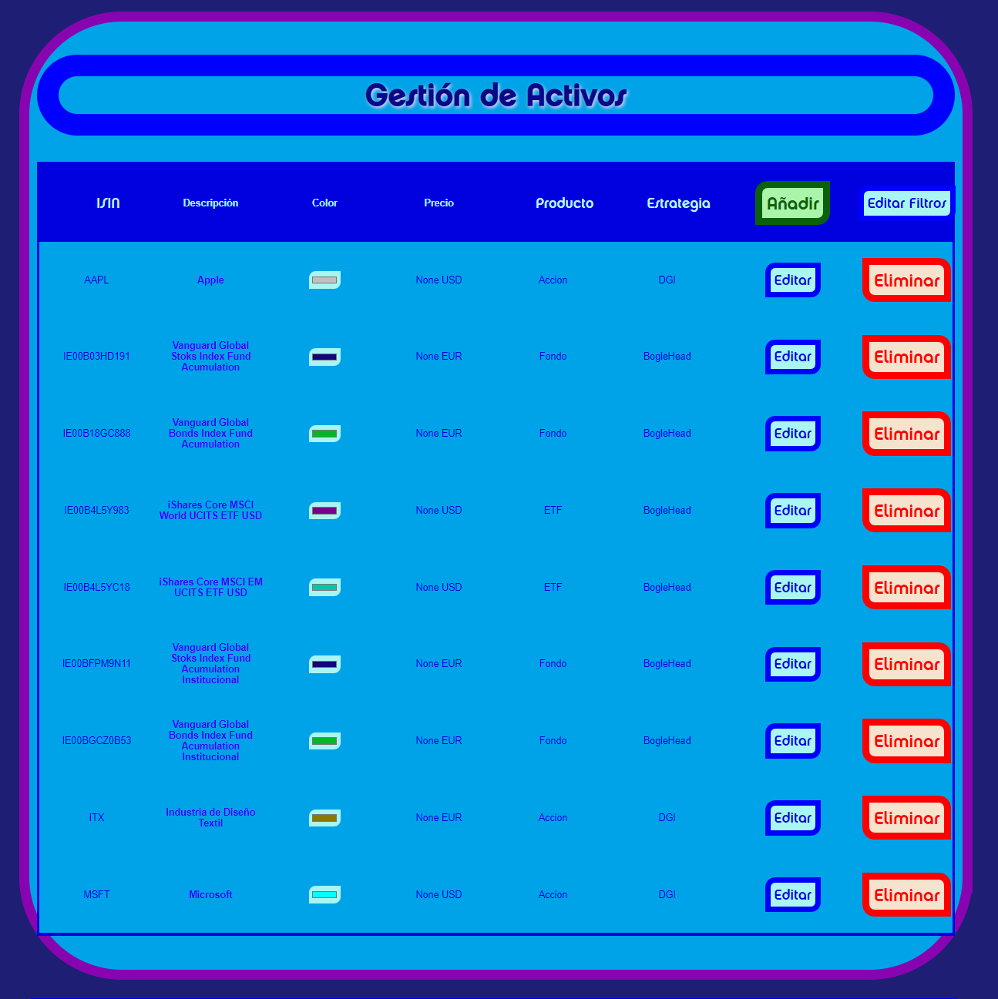 Gestión de Activos
ISIN Descripción Color Precio Producto Estrategia Añadir Editar Filtros
AAPL Apple None USD Accion DGI Editar Eliminar
Vanguard Global
IE00B03HD191 Stoks Index Fund None EUR Fondo BogleHead Editar Eliminar
Acumulation
Vanguard Global
IE00B18GC888 Bonds Index Fund None EUR Fondo BogleHead Editar Eliminar
Acumulation
iShares Core MSCI
IE00B4L5Y983 World UCITS ETF USD None USD ETF BogleHead Editar Eliminar
iShares Core MSCI EM
IE00B4L5YC18 UCITS ETF USD None USD ETF BogleHead Editar Eliminar
Vanguard Global
Stoks Index Fund
IE00BFPM9N11 Acumulation None EUR Fondo BogleHead Editar Eliminar
Institucional
Vanguard Global
Bonds Index Fund
IE00BGCZ0B53 Acumulation None EUR Fondo BogleHead Editar Eliminar
Institucional
Industria de Diseño
ITX Textil None EUR Accion DGI Editar Eliminar
MSFT Microsoft None USD Accion DGI Editar Eliminar